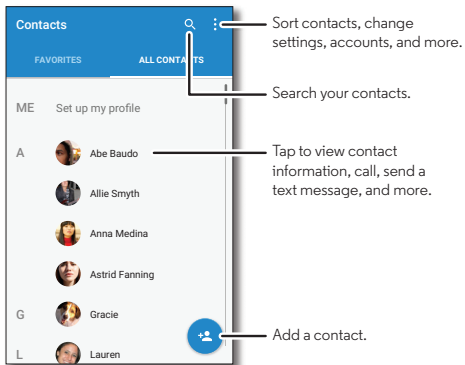 Contacts
FAVORITES
ALL CONTACTS
ME
Set up my profile
A
Abe Baudo
Allie Smyth
Anna Medina
Astrid Fanning
G
Gracie
L
Lauren
Sort contacts, change
settings, accounts, and more.
Search your contacts.
Tap to view contact
information, call, send a
text message, and more.
Add a contact.